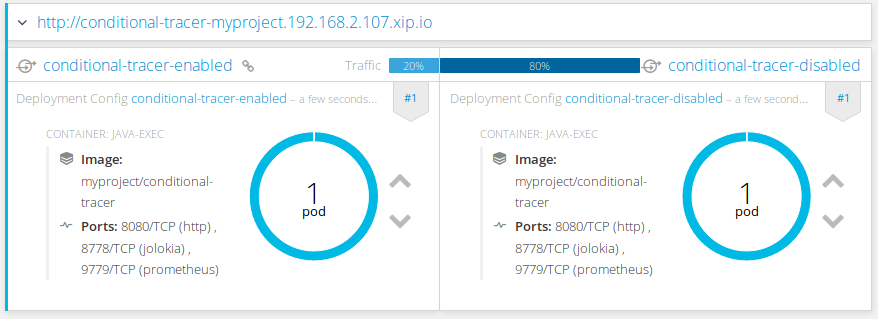 http://conditional-tracer-myproject.192.168.2.107.xip.io
conditional-tracer-enabled Traffic 20% 80% conditional-tracer-disabled
Deployment Config conditional-tracer-enabled – a few seconds... #1
CONTAINER: JAVA-EXEC
Image:
myproject/conditional-
tracer
Ports: 8080/TCP (http) ,
8778/TCP (jolokia) ,
9779/TCP (prometheus)
1
pod
Deployment Config conditional-tracer-disabled – a few seconds... #1
CONTAINER: JAVA-EXEC
Image:
myproject/conditional-
tracer
Ports: 8080/TCP (http) ,
8778/TCP (jolokia) ,
9779/TCP (prometheus)
1
pod